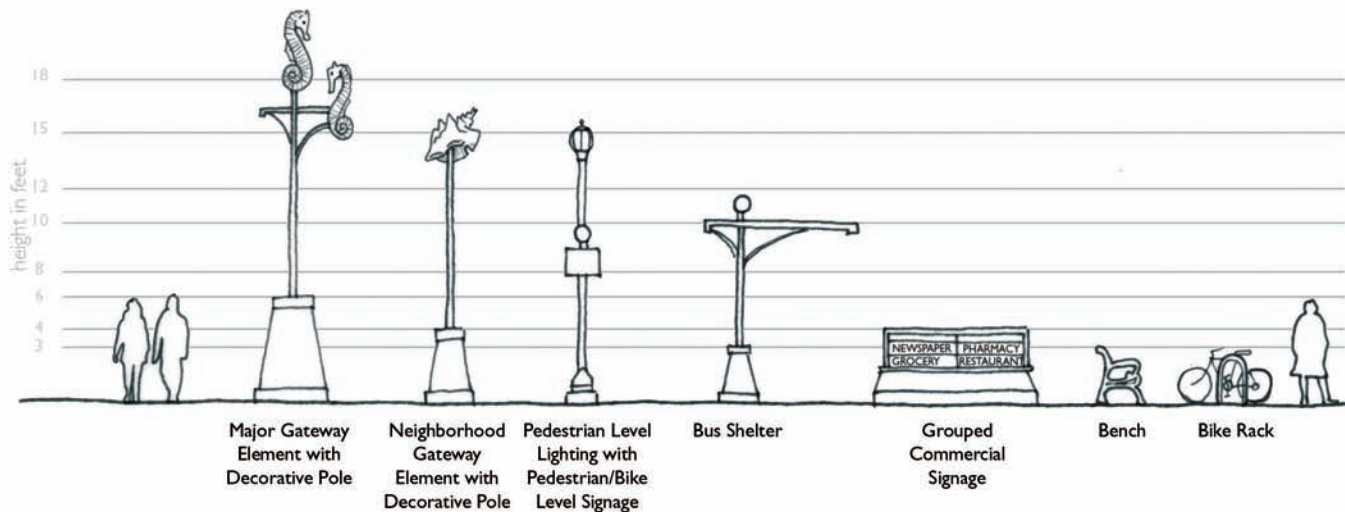 18
15
12
10
8
6
4
3
height in feet
NEWSPAPER PHARMACY
GROCERY RESTAURANT
Major Gateway
Element with
Decorative Pole
Neighborhood
Gateway
Element with
Decorative Pole
Pedestrian Level
Lighting with
Pedestrian/Bike
Level Signage
Bus Shelter
Grouped
Commercial
Signage
Bench
Bike Rack